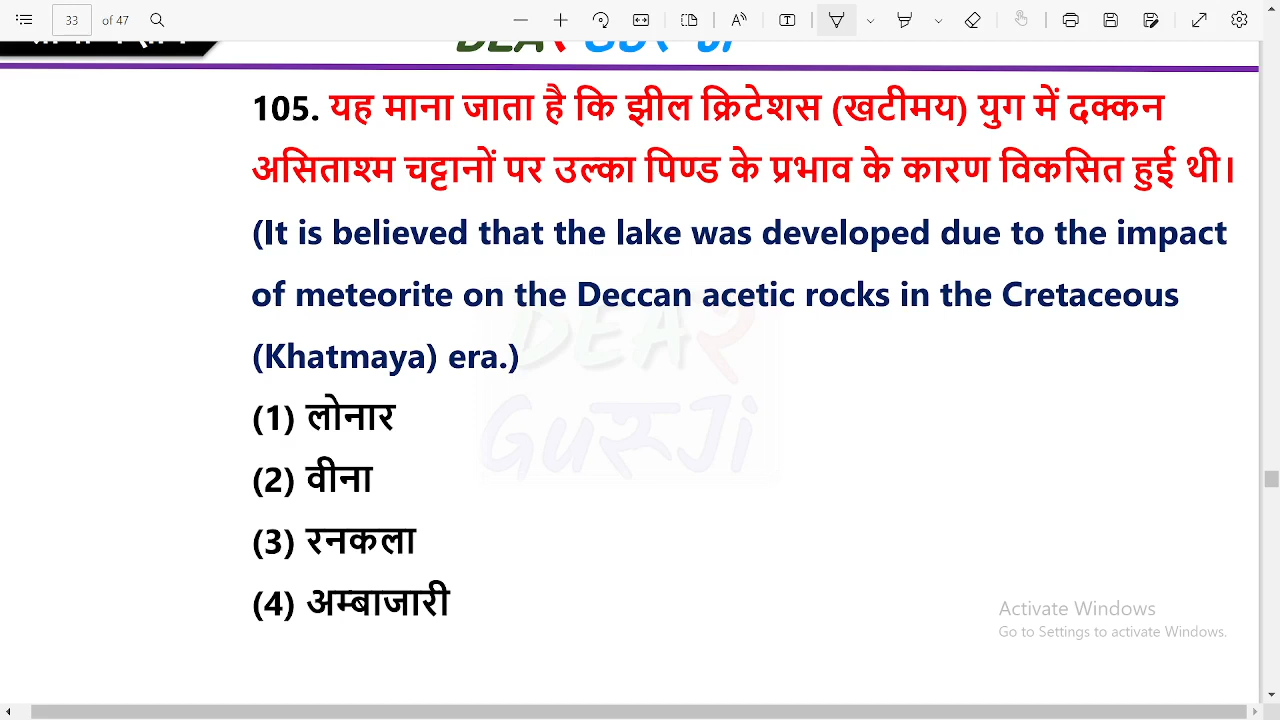 33 of 47
105. यह माना जाता है कि झील क्रिटेशस (खटीमय) युग में दक्कन
असिताश्म चट्टानों पर उल्का पिण्ड के प्रभाव के कारण विकसित हुई थी।
(It is believed that the lake was developed due to the impact
of meteorite on the Deccan acetic rocks in the Cretaceous
(Khatmaya) era.)
DEAR
GuruJi
(1) लोनार
(2) वीना
(3) रनकला
(4) अम्बाजारी
Activate Windows
Go to Settings to activate Windows.